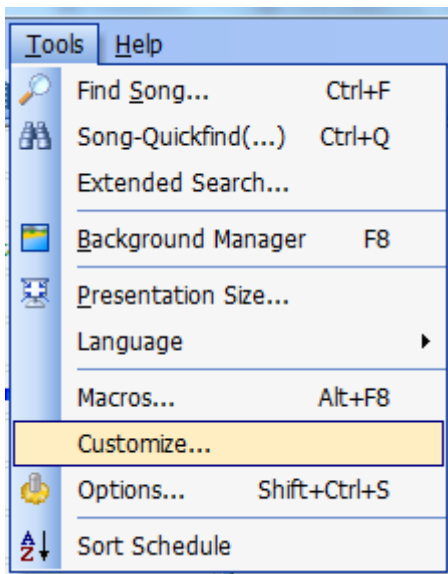 Tools Help
Find Song... Ctrl+F
Song-Quickfind(...) Ctrl+Q
Extended Search...
Background Manager F8
Presentation Size...
Language
Macros... Alt+F8
Customize...
Options... Shift+Ctrl+S
Sort Schedule